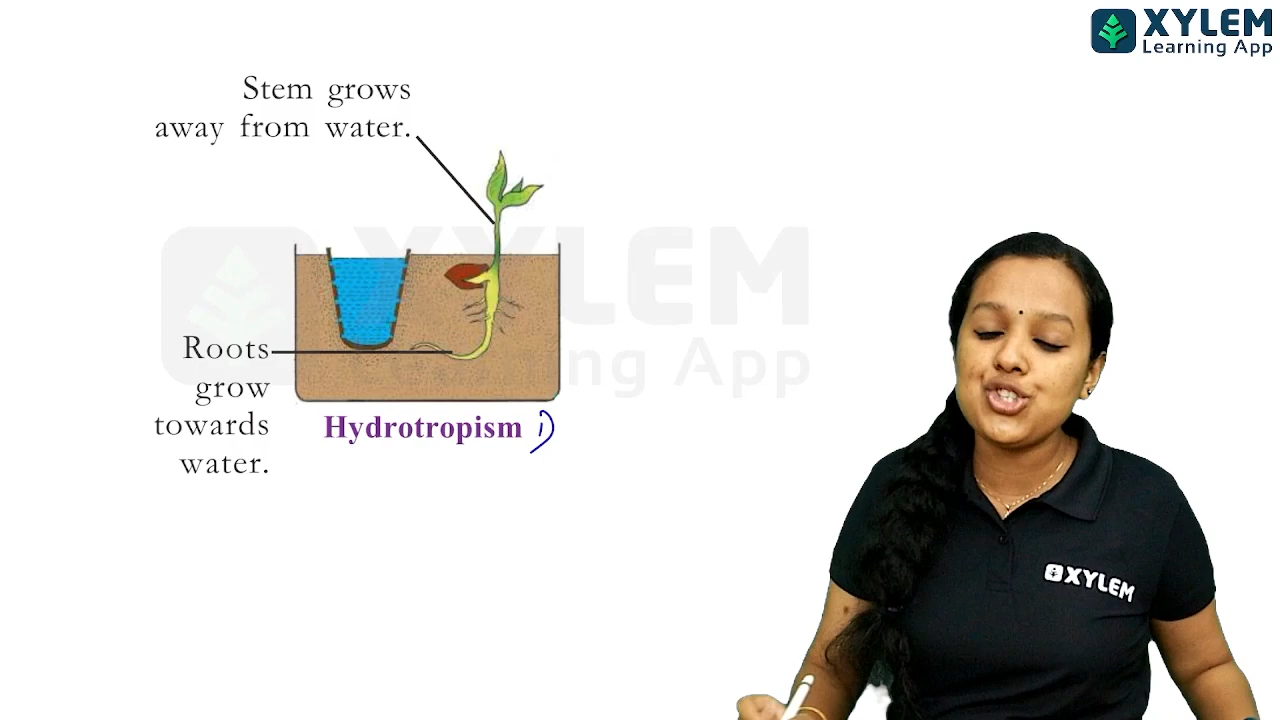 XYLEM
Learning App
Stem grows
away from water.
XYLEM
Learning App
Roots
grow
towards
water.
Hydrotropism i)
XYLEM